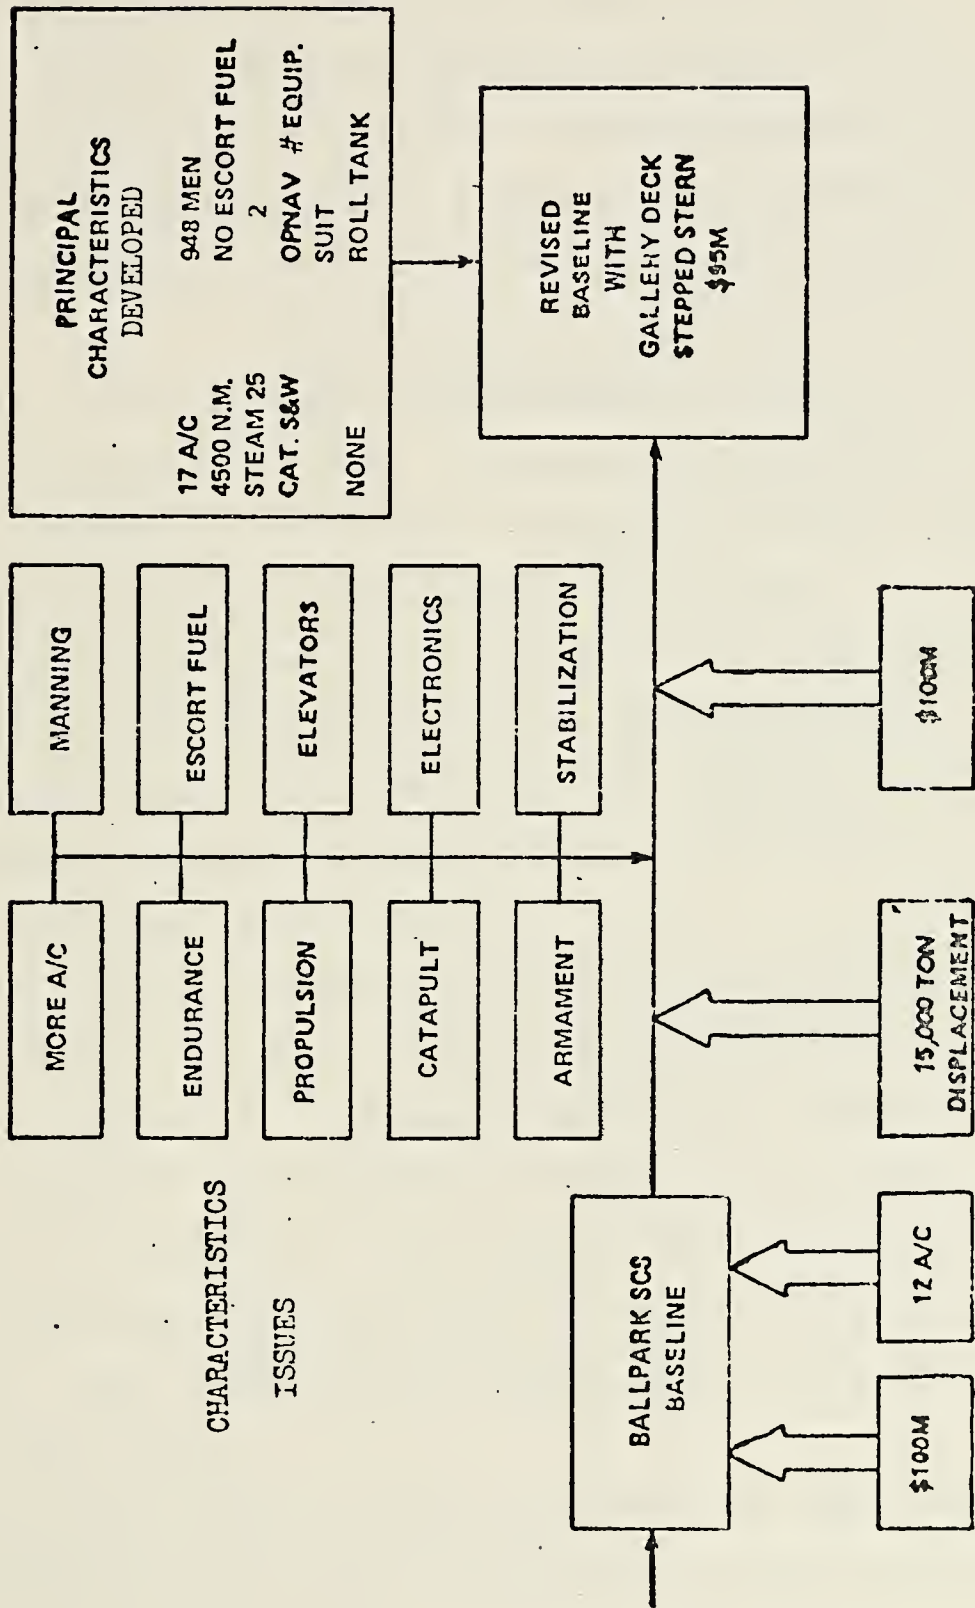 CHARACTERISTICS
ISSUES
MORE A/C
MANNING
ENDURANCE
ESCORT FUEL
PROPULSION
ELEVATORS
CATAPULT
ELECTRONICS
ARMAMENT
STABILIZATION
PRINCIPAL
CHARACTERISTICS
DEVELOPED
17 A/C 948 MEN
4500 N.M. NO ESCORT FUEL
STEAM 25 2
CAT. S&W OPNAV # EQUIP.
SUIT
NONE ROLL TANK
BALLPARK SCS
BASELINE
REVISED
BASELINE
WITH
GALLERY DECK
STEPPED STERN
$95M
$100M
12 A/C
15,000 TON
DISPLACEMENT
$100M